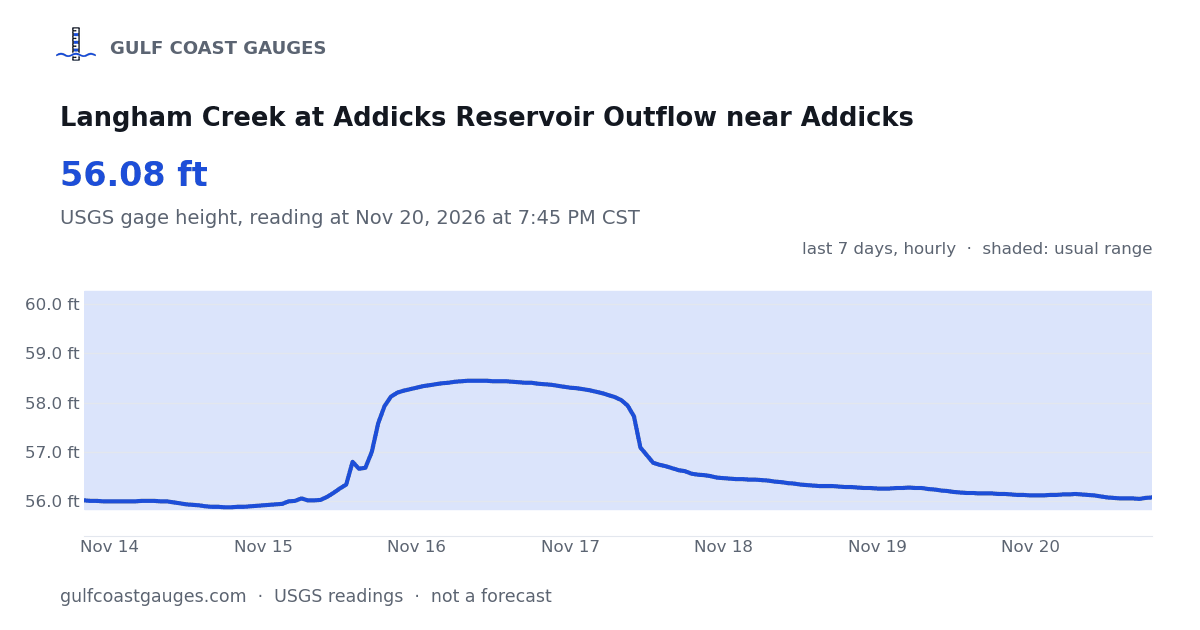 GULF COAST GAUGES
Langham Creek at Addicks Reservoir Outflow near Addicks
56.08 ft
USGS gage height, reading at Nov 20, 2026 at 7:45 PM CST
last 7 days, hourly · shaded: usual range
60.0 ft
59.0 ft
58.0 ft
57.0 ft
56.0 ft
Nov 14 Nov 15 Nov 16 Nov 17 Nov 18 Nov 19 Nov 20
gulfcoastgauges.com · USGS readings · not a forecast